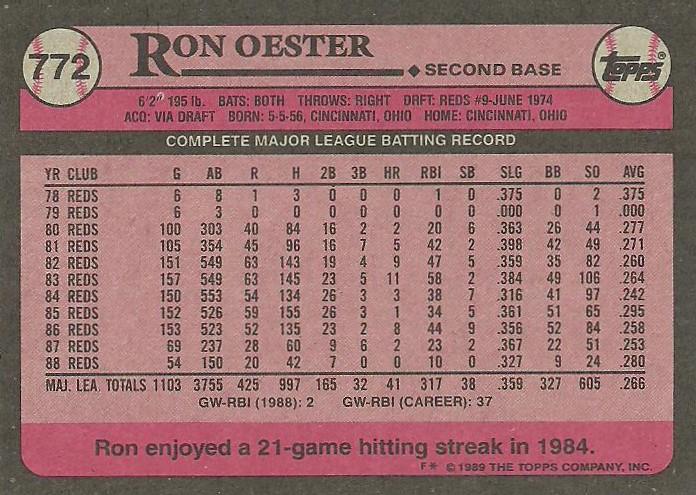 772
RON OESTER
SECOND BASE
TOPPS®
6'2" 195 lb. BATS: BOTH THROWS: RIGHT DRFT: REDS #9-JUNE 1974
ACQ: VIA DRAFT BORN: 5-5-56, CINCINNATI, OHIO HOME: CINCINNATI, OHIO
COMPLETE MAJOR LEAGUE BATTING RECORD
YR CLUB G AB R H 2B 3B HR RBI SB SLG BB SO AVG
78 REDS 6 8 1 3 0 0 0 1 0 .375 0 2 .375
79 REDS 6 3 0 0 0 0 0 0 0 .000 0 1 .000
80 REDS 100 303 40 84 16 2 2 20 6 .363 26 44 .277
81 REDS 105 354 45 96 16 7 5 42 2 .398 42 49 .271
82 REDS 151 549 63 143 19 4 9 47 5 .359 35 82 .260
83 REDS 157 549 63 145 23 5 11 58 2 .384 49 106 .264
84 REDS 150 553 54 134 26 3 3 38 7 .316 41 97 .242
85 REDS 152 526 59 155 26 3 1 34 5 .361 51 65 .295
86 REDS 153 523 52 135 23 2 8 44 9 .356 52 84 .258
87 REDS 69 237 28 60 9 6 2 23 2 .367 22 51 .253
88 REDS 54 150 20 42 7 0 0 10 0 .327 9 24 .280
MAJ. LEA. TOTALS 1103 3755 425 997 165 32 41 317 38 .359 327 605 .266
GW-RBI (1988): 2 GW-RBI (CAREER): 37
Ron enjoyed a 21-game hitting streak in 1984.
F* © 1989 THE TOPPS COMPANY, INC.